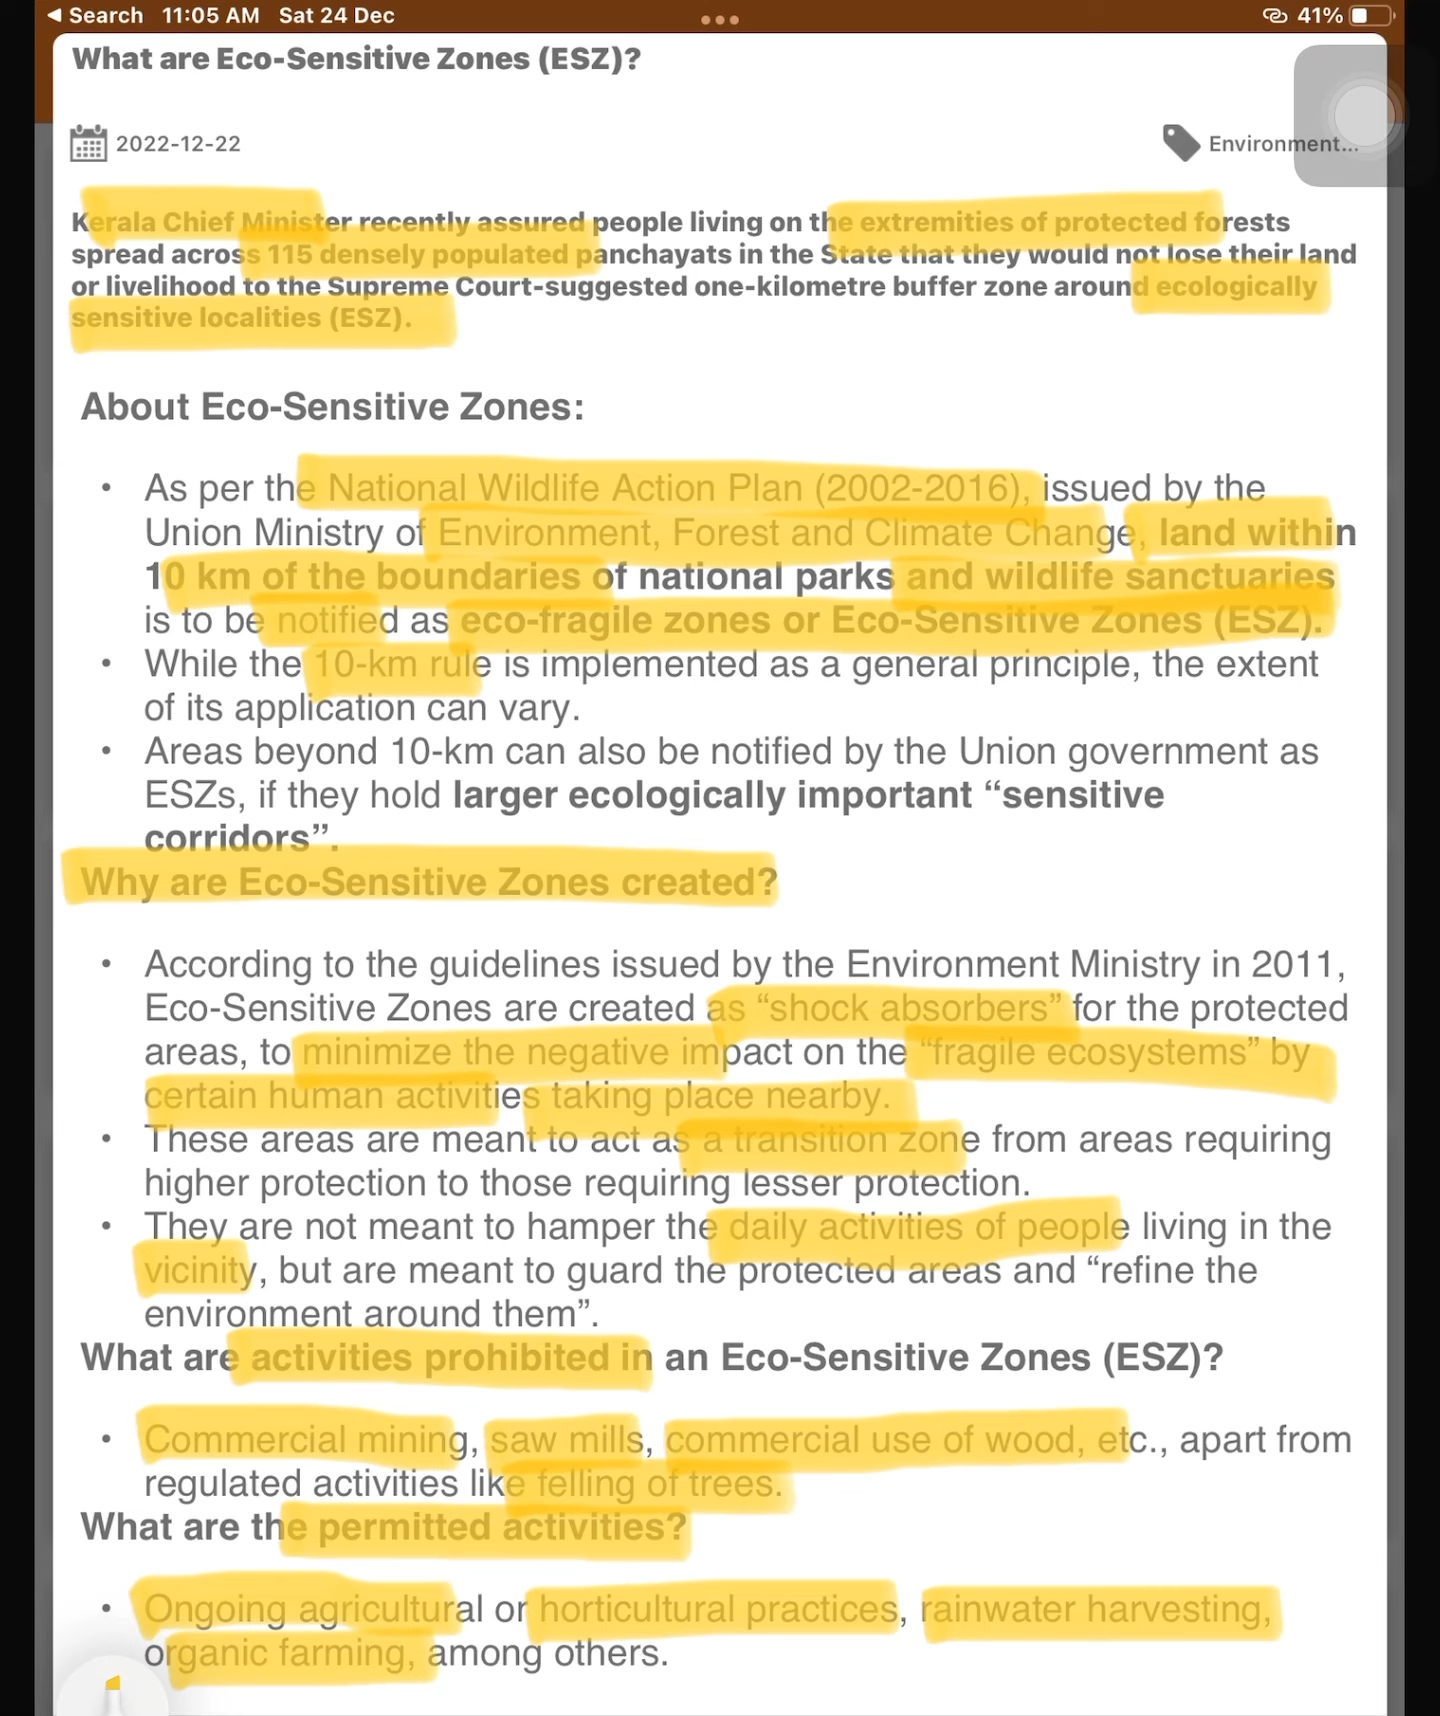 Search 11:05 AM Sat 24 Dec 41%
What are Eco-Sensitive Zones (ESZ)?
2022-12-22 Environment...
Kerala Chief Minister recently assured people living on the extremities of protected forests
spread across 115 densely populated panchayats in the State that they would not lose their land
or livelihood to the Supreme Court-suggested one-kilometre buffer zone around ecologically
sensitive localities (ESZ).
About Eco-Sensitive Zones:
• As per the National Wildlife Action Plan (2002-2016), issued by the
Union Ministry of Environment, Forest and Climate Change, land within
10 km of the boundaries of national parks and wildlife sanctuaries
is to be notified as eco-fragile zones or Eco-Sensitive Zones (ESZ).
• While the 10-km rule is implemented as a general principle, the extent
of its application can vary.
• Areas beyond 10-km can also be notified by the Union government as
ESZs, if they hold larger ecologically important “sensitive
corridors”.
Why are Eco-Sensitive Zones created?
• According to the guidelines issued by the Environment Ministry in 2011,
Eco-Sensitive Zones are created as “shock absorbers” for the protected
areas, to minimize the negative impact on the “fragile ecosystems” by
certain human activities taking place nearby.
• These areas are meant to act as a transition zone from areas requiring
higher protection to those requiring lesser protection.
• They are not meant to hamper the daily activities of people living in the
vicinity, but are meant to guard the protected areas and “refine the
environment around them”.
What are activities prohibited in an Eco-Sensitive Zones (ESZ)?
• Commercial mining, saw mills, commercial use of wood, etc., apart from
regulated activities like felling of trees.
What are the permitted activities?
• Ongoing agricultural or horticultural practices, rainwater harvesting,
organic farming, among others.